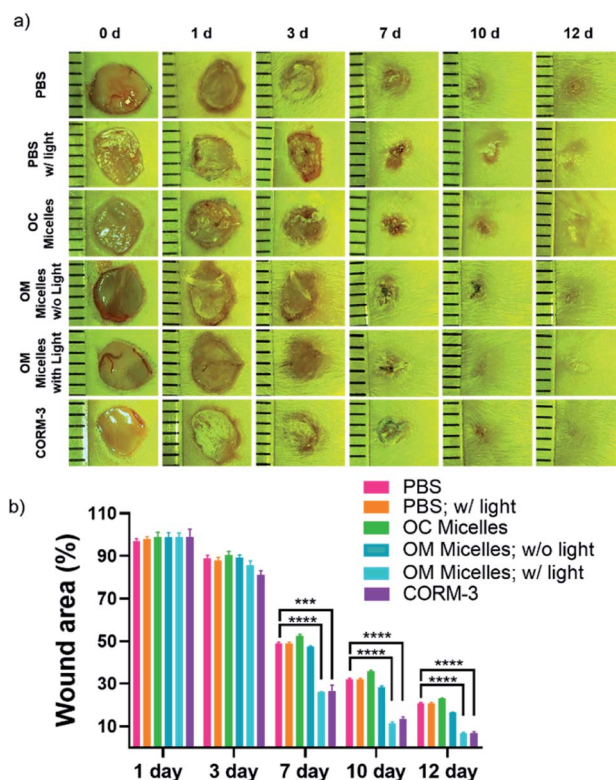 a)
0 d 1 d 3 d 7 d 10 d 12 d
PBS
PBS
w/ light
OC
Micelles
OM
Micelles
w/o Light
OM
Micelles
with Light
CORM-3
b)
PBS
PBS; w/ light
OC Micelles
OM Micelles; w/o light
OM Micelles; w/ light
CORM-3
Wound area (%)
110
90
70
50
30
10
***
****
****
****
****
****
1 day 3 day 7 day 10 day 12 day